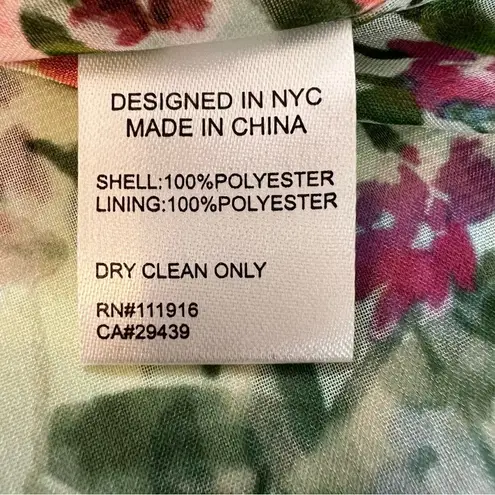 DESIGNED IN NYC
MADE IN CHINA
SHELL:100%POLYESTER
LINING:100%POLYESTER
DRY CLEAN ONLY
RN#111916
CA#29439